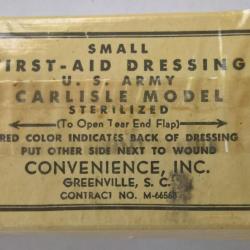 SMALL
FIRST-AID DRESSING
U. S. ARMY
CARLISLE MODEL
STERILIZED
(To Open Tear End Flap)
RED COLOR INDICATES BACK OF DRESSING
PUT OTHER SIDE NEXT TO WOUND
CONVENIENCE, INC.
GREENVILLE, S. C.
CONTRACT NO.